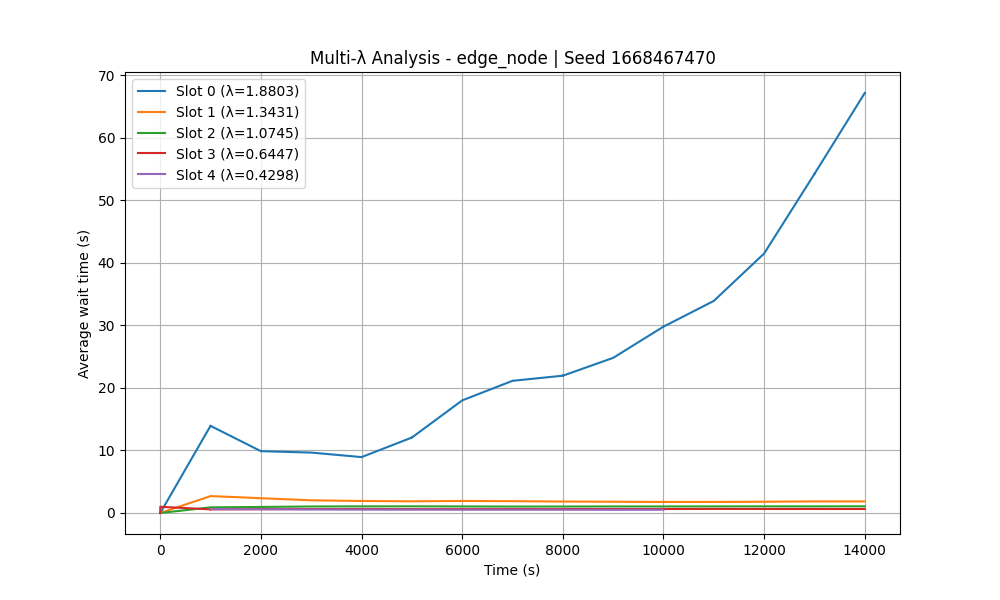 Multi-λ Analysis - edge_node | Seed 1668467470
Slot 0 (λ=1.8803)
Slot 1 (λ=1.3431)
Slot 2 (λ=1.0745)
Slot 3 (λ=0.6447)
Slot 4 (λ=0.4298)
Average wait time (s)
70
60
50
40
30
20
10
0
0 2000 4000 6000 8000 10000 12000 14000
Time (s)